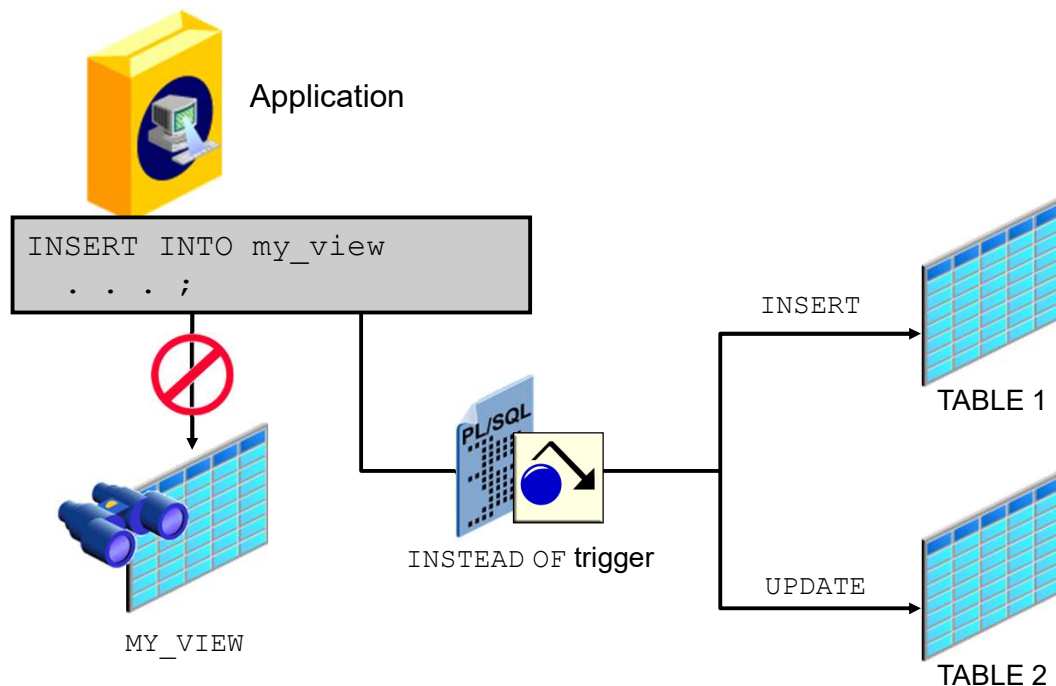 Application
INSERT INTO my_view
. . . ;
INSERT
TABLE 1
PL/SQL
INSTEAD OF trigger
MY_VIEW
UPDATE
TABLE 2